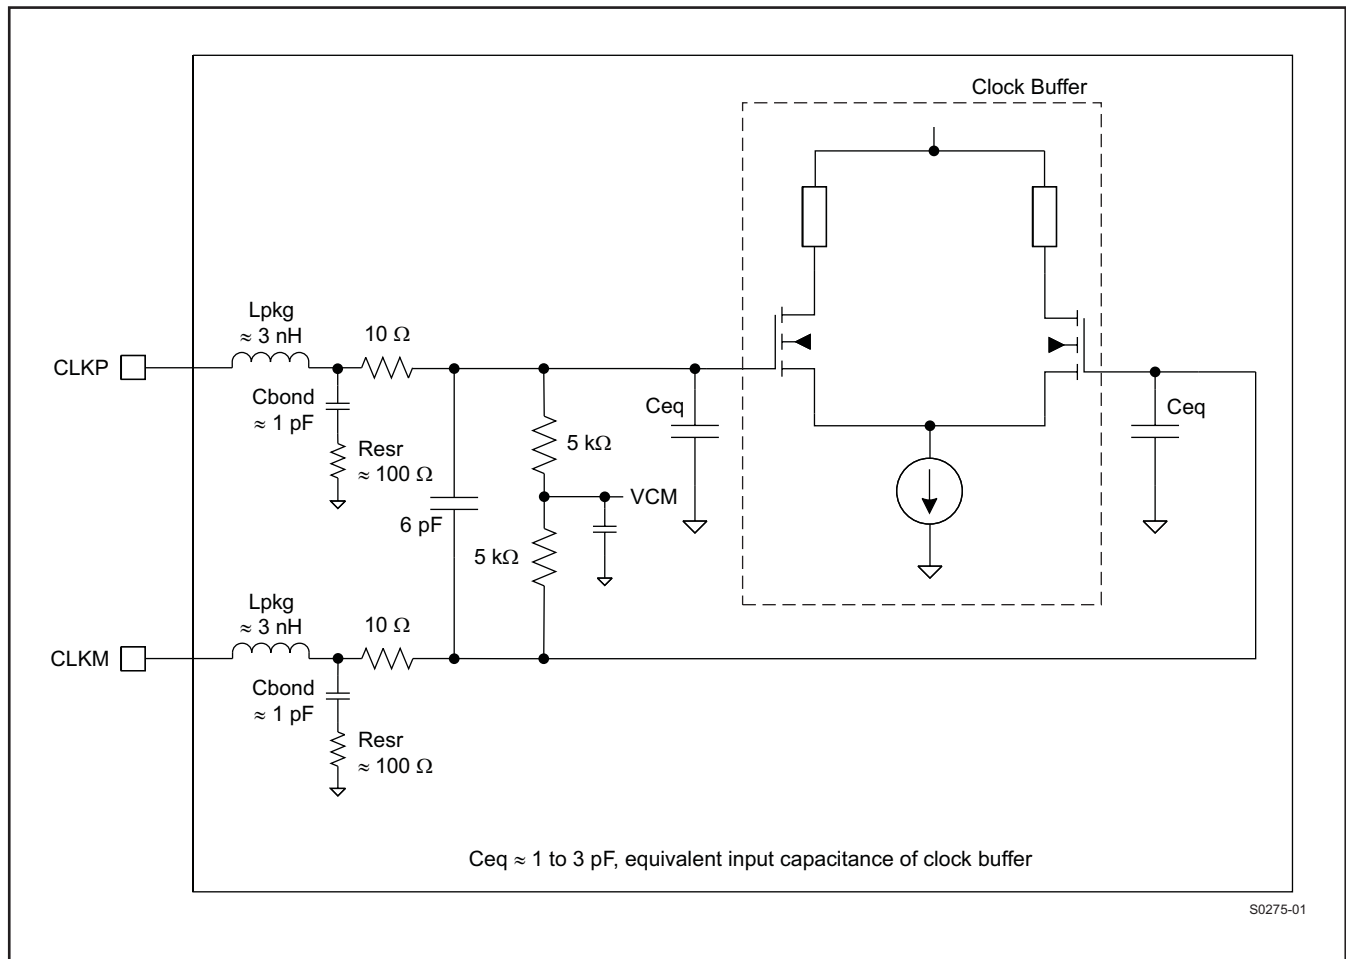 Clock Buffer
Lpkg
≈ 3 nH
10 Ω
CLKP
Cbond
≈ 1 pF
Resr
≈ 100 Ω
6 pF
5 kΩ
VCM
5 kΩ
Ceq
Ceq
Lpkg
≈ 3 nH
10 Ω
CLKM
Cbond
≈ 1 pF
Resr
≈ 100 Ω
Ceq ≈ 1 to 3 pF, equivalent input capacitance of clock buffer
S0275-01